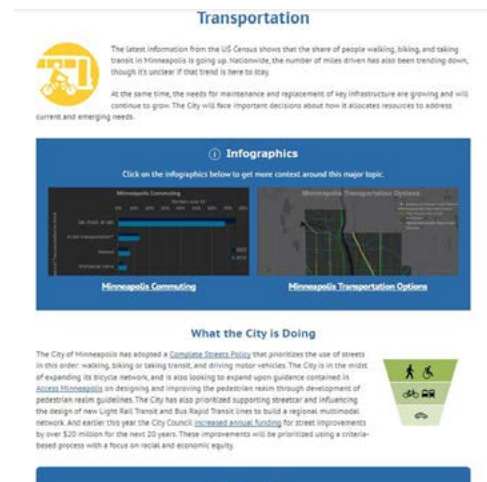 Transportation
The latest information from the US Census shows that the share of people walking, biking, and taking
transit in Minneapolis is going up. Nationwide, the number of miles driven has also been trending down,
though it's unclear if that trend is here to stay.
At the same time, the needs for maintenance and replacement of key infrastructure are growing and will
continue to grow. The City will face important decisions about how it allocates resources to address
current and emerging needs.
Infographics
Click on the infographics below to get more context around this major topic.
Minneapolis Commuting
Minneapolis Transportation Options
Minneapolis Commuting
Minneapolis Transportation Options
What the City is Doing
The City of Minneapolis has adopted a Complete Streets Policy that prioritizes the use of streets
in this order: walking, biking or taking transit, and driving motor vehicles. The City is in the midst
of expanding its bicycle network, and is also looking to expand upon guidance contained in
Access Minneapolis on designing and improving the pedestrian realm through development of
pedestrian realm guidelines. The City has also prioritized supporting streetcar and influencing
the design of new Light Rail Transit and Bus Rapid Transit lines to build a regional multimodal
network. And earlier this year the City Council increased annual funding for street improvements
by over $20 million for the next 20 years. These improvements will be prioritized using a criteria-
based process with a focus on racial and economic equity.